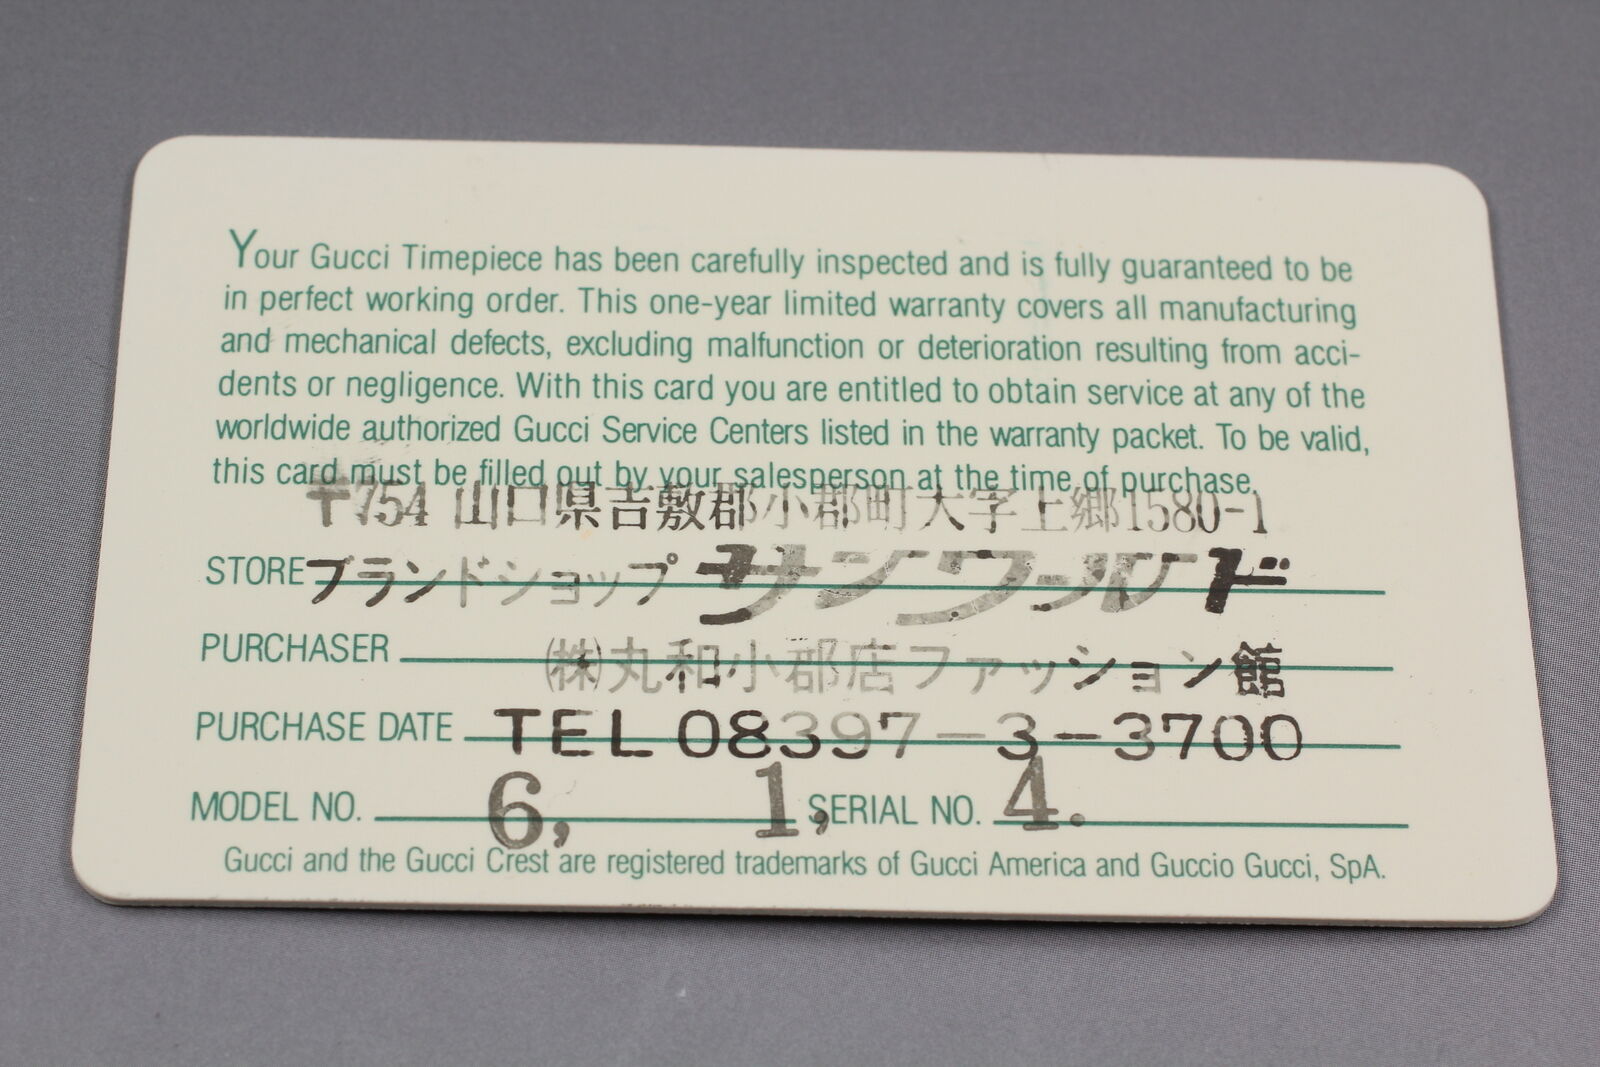 Your Gucci Timepiece has been carefully inspected and is fully guaranteed to be
in perfect working order. This one-year limited warranty covers all manufacturing
and mechanical defects, excluding malfunction or deterioration resulting from acci-
dents or negligence. With this card you are entitled to obtain service at any of the
worldwide authorized Gucci Service Centers listed in the warranty packet. To be valid,
this card must be filled out by your salesperson at the time of purchase.
〒754 山口県吉敷郡小郡町大字上郷1580-1
STORE ブランドショップ サンワールド
PURCHASER (株)丸和小郡店ファッション館
PURCHASE DATE TEL 08397-3-3700
MODEL NO. 6, 1, SERIAL NO. 4.
Gucci and the Gucci Crest are registered trademarks of Gucci America and Guccio Gucci, SpA.